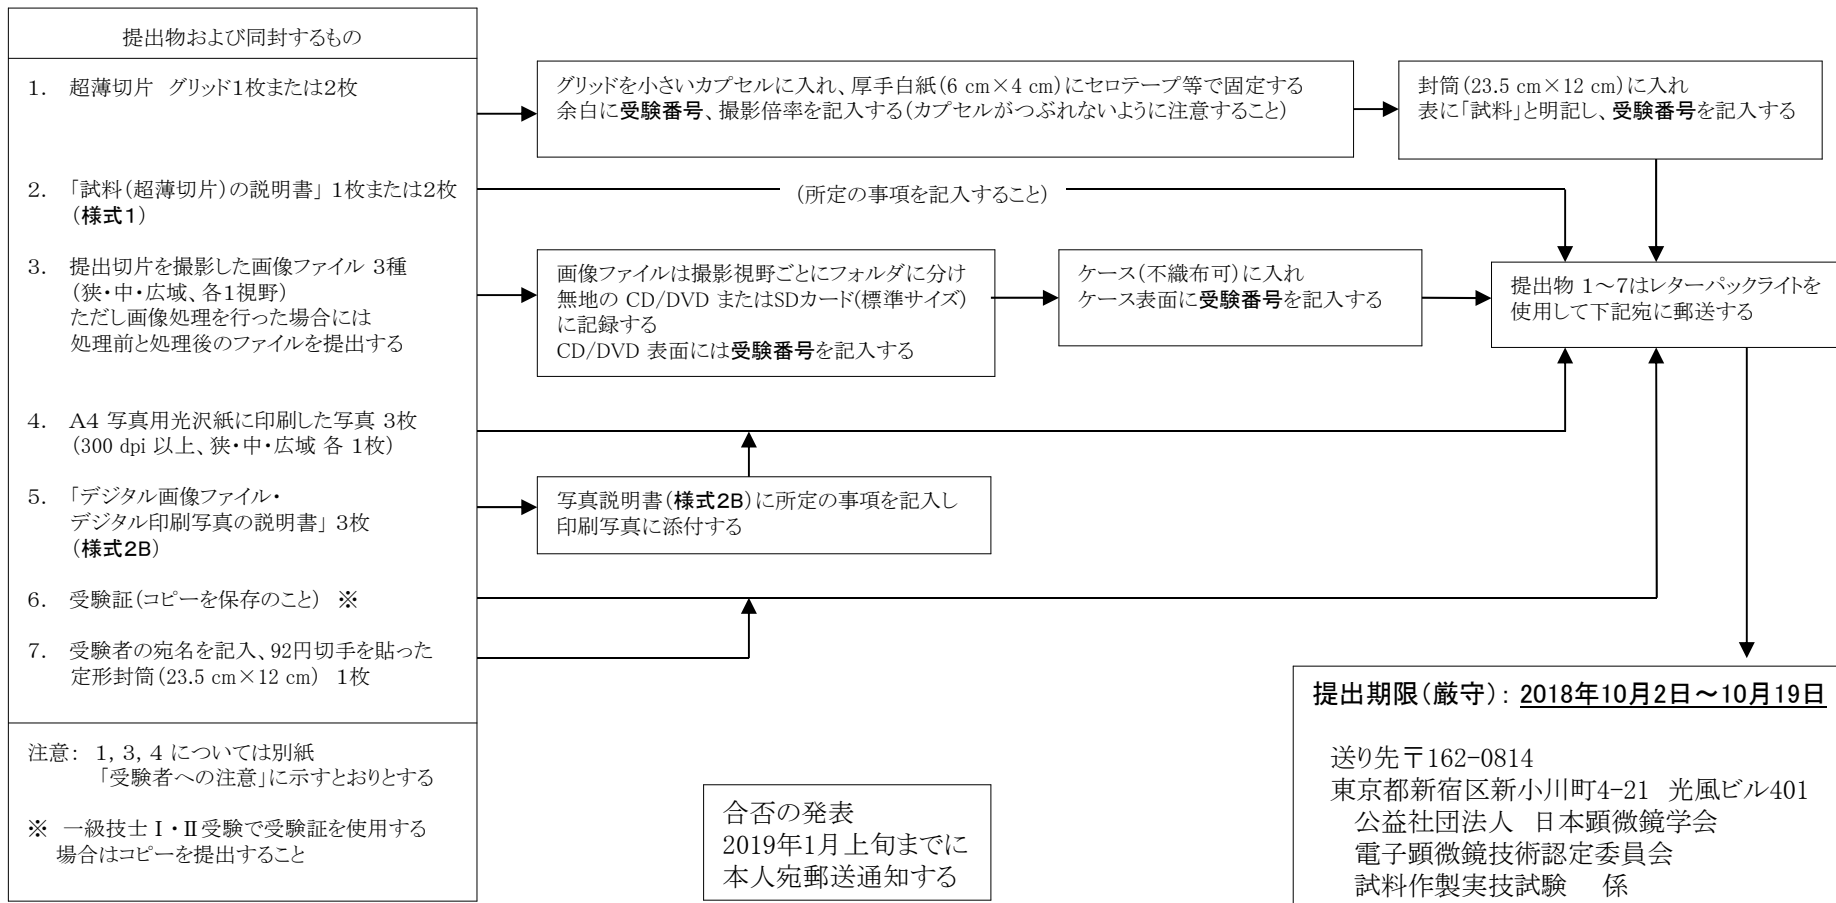 提出物および同封するもの
1. 超薄切片 グリッド1枚または2枚
グリッドを小さいカプセルに入れ、厚手白紙(6 cm×4 cm)にセロテープ等で固定する
余白に受験番号、撮影倍率を記入する(カプセルがつぶれないように注意すること)
封筒(23.5 cm×12 cm)に入れ
表に「試料」と明記し、受験番号を記入する
2. 「試料(超薄切片)の説明書」 1枚または2枚
(様式1)
(所定の事項を記入すること)
3. 提出切片を撮影した画像ファイル 3種
(狭・中・広域、各1視野)
ただし画像処理を行った場合には
処理前と処理後のファイルを提出する
画像ファイルは撮影視野ごとにフォルダに分け
無地の CD/DVD またはSDカード(標準サイズ)
に記録する
CD/DVD 表面には受験番号を記入する
ケース(不織布可)に入れ
ケース表面に受験番号を記入する
提出物 1～7はレターパックライトを
使用して下記宛に郵送する
4. A4 写真用光沢紙に印刷した写真 3枚
(300 dpi 以上、狭・中・広域 各 1枚)
5. 「デジタル画像ファイル・
デジタル印刷写真の説明書」 3枚
(様式2B)
写真説明書(様式2B)に所定の事項を記入し
印刷写真に添付する
6. 受験証(コピーを保存のこと) ※
7. 受験者の宛名を記入、92円切手を貼った
定形封筒(23.5 cm×12 cm) 1枚
注意: 1, 3, 4 については別紙
「受験者への注意」に示すとおりとする
※ 一級技士Ⅰ・Ⅱ受験で受験証を使用する
場合はコピーを提出すること
合否の発表
2019年1月上旬までに
本人宛郵送通知する
提出期限(厳守): 2018年10月2日～10月19日
送り先〒162-0814
東京都新宿区新小川町4-21 光風ビル401
公益社団法人 日本顕微鏡学会
電子顕微鏡技術認定委員会
試料作製実技試験 係